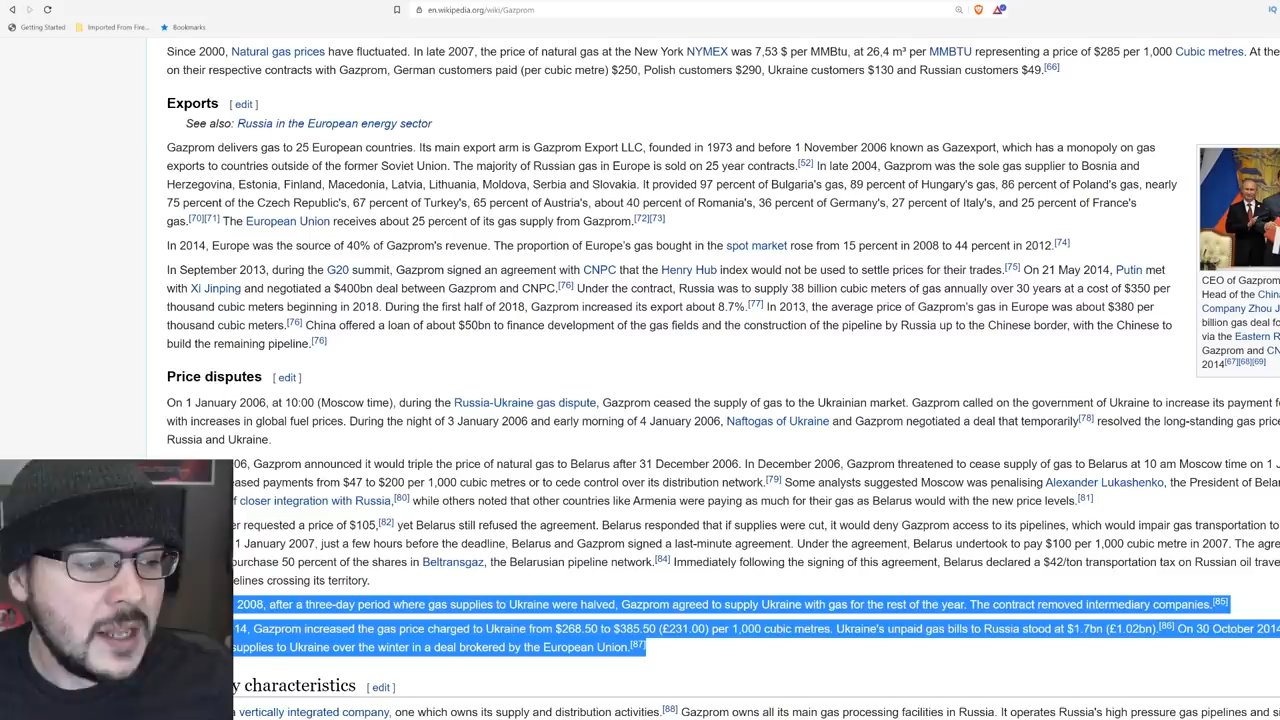 en.wikipedia.org/wiki/Gazprom
IQ
Getting Started
Imported From Fire...
Bookmarks
Since 2000, Natural gas prices have fluctuated. In late 2007, the price of natural gas at the New York NYMEX was 7,53 $ per MMBtu, at 26,4 m³ per MMBTU representing a price of $285 per 1,000 Cubic metres. At the
on their respective contracts with Gazprom, German customers paid (per cubic metre) $250, Polish customers $290, Ukraine customers $130 and Russian customers $49.[66]
Exports [ edit ]
See also: Russia in the European energy sector
Gazprom delivers gas to 25 European countries. Its main export arm is Gazprom Export LLC, founded in 1973 and before 1 November 2006 known as Gazexport, which has a monopoly on gas
exports to countries outside of the former Soviet Union. The majority of Russian gas in Europe is sold on 25 year contracts.[52] In late 2004, Gazprom was the sole gas supplier to Bosnia and
Herzegovina, Estonia, Finland, Macedonia, Latvia, Lithuania, Moldova, Serbia and Slovakia. It provided 97 percent of Bulgaria's gas, 89 percent of Hungary's gas, 86 percent of Poland's gas, nearly
75 percent of the Czech Republic's, 67 percent of Turkey's, 65 percent of Austria's, about 40 percent of Romania's, 36 percent of Germany's, 27 percent of Italy's, and 25 percent of France's
gas.[70][71] The European Union receives about 25 percent of its gas supply from Gazprom.[72][73]
In 2014, Europe was the source of 40% of Gazprom's revenue. The proportion of Europe's gas bought in the spot market rose from 15 percent in 2008 to 44 percent in 2012.[74]
In September 2013, during the G20 summit, Gazprom signed an agreement with CNPC that the Henry Hub index would not be used to settle prices for their trades.[75] On 21 May 2014, Putin met
with Xi Jinping and negotiated a $400bn deal between Gazprom and CNPC.[76] Under the contract, Russia was to supply 38 billion cubic meters of gas annually over 30 years at a cost of $350 per
thousand cubic meters beginning in 2018. During the first half of 2018, Gazprom increased its export about 8.7%.[77] In 2013, the average price of Gazprom's gas in Europe was about $380 per
thousand cubic meters.[76] China offered a loan of about $50bn to finance development of the gas fields and the construction of the pipeline by Russia up to the Chinese border, with the Chinese to
build the remaining pipeline.[76]
CEO of Gazprom
Head of the China
Company Zhou J
billion gas deal fo
via the Eastern R
Gazprom and CN
2014[67][68][69]
Price disputes [ edit ]
On 1 January 2006, at 10:00 (Moscow time), during the Russia-Ukraine gas dispute, Gazprom ceased the supply of gas to the Ukrainian market. Gazprom called on the government of Ukraine to increase its payment f
with increases in global fuel prices. During the night of 3 January 2006 and early morning of 4 January 2006, Naftogas of Ukraine and Gazprom negotiated a deal that temporarily[78] resolved the long-standing gas price
Russia and Ukraine.
06, Gazprom announced it would triple the price of natural gas to Belarus after 31 December 2006. In December 2006, Gazprom threatened to cease supply of gas to Belarus at 10 am Moscow time on 1 J
eased payments from $47 to $200 per 1,000 cubic metres or to cede control over its distribution network.[79] Some analysts suggested Moscow was penalising Alexander Lukashenko, the President of Belar
f closer integration with Russia,[80] while others noted that other countries like Armenia were paying as much for their gas as Belarus would with the new price levels.[81]
er requested a price of $105,[82] yet Belarus still refused the agreement. Belarus responded that if supplies were cut, it would deny Gazprom access to its pipelines, which would impair gas transportation to
1 January 2007, just a few hours before the deadline, Belarus and Gazprom signed a last-minute agreement. Under the agreement, Belarus undertook to pay $100 per 1,000 cubic metre in 2007. The agre
purchase 50 percent of the shares in Beltransgaz, the Belarusian pipeline network.[84] Immediately following the signing of this agreement, Belarus declared a $42/ton transportation tax on Russian oil trave
elines crossing its territory.
2008, after a three-day period where gas supplies to Ukraine were halved, Gazprom agreed to supply Ukraine with gas for the rest of the year. The contract removed intermediary companies.[85]
14, Gazprom increased the gas price charged to Ukraine from $268.50 to $385.50 (£231.00) per 1,000 cubic metres. Ukraine's unpaid gas bills to Russia stood at $1.7bn (£1.02bn).[86] On 30 October 2014
supplies to Ukraine over the winter in a deal brokered by the European Union.[87]
y characteristics [ edit ]
vertically integrated company, one which owns its supply and distribution activities.[88] Gazprom owns all its main gas processing facilities in Russia. It operates Russia's high pressure gas pipelines and s